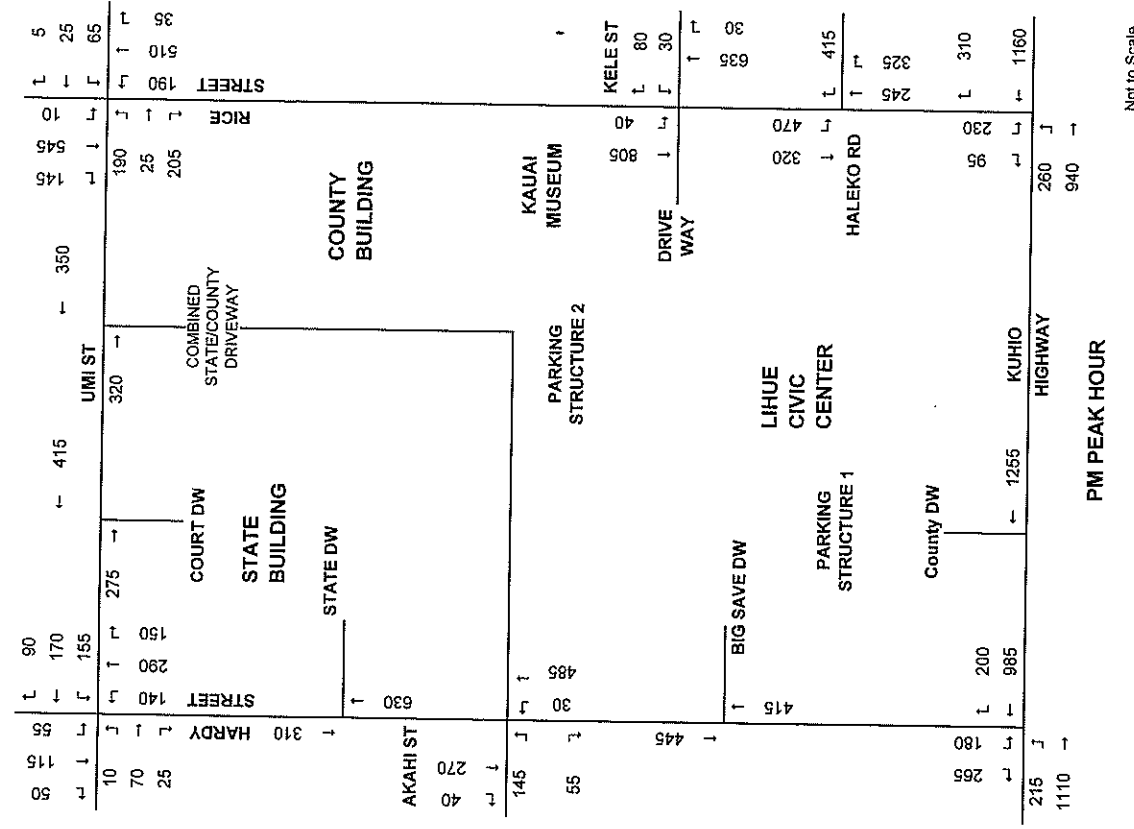 5
25
65
35
510
190
STREET
10
545
145
RICE
190
25
205
350
UMI ST
320
415
275
COMBINED
STATE/COUNTY
DRIVEWAY
COUNTY
BUILDING
COURT DW
STATE
BUILDING
STATE DW
90
170
155
150
290
140
STREET
55
115
50
HARDY
10
70
25
310
630
KELE ST
80
30
30
635
40
805
KAUAI
MUSEUM
DRIVE
WAY
PARKING
STRUCTURE 2
485
30
AKAHI ST
270
40
145
55
415
325
245
470
320
HALEKO RD
LIHUE
CIVIC
CENTER
BIG SAVE DW
PARKING
STRUCTURE 1
415
445
310
1160
230
95
260
940
KUHIO
HIGHWAY
County DW
1255
200
985
180
265
215
1110
PM PEAK HOUR
Not to Scale